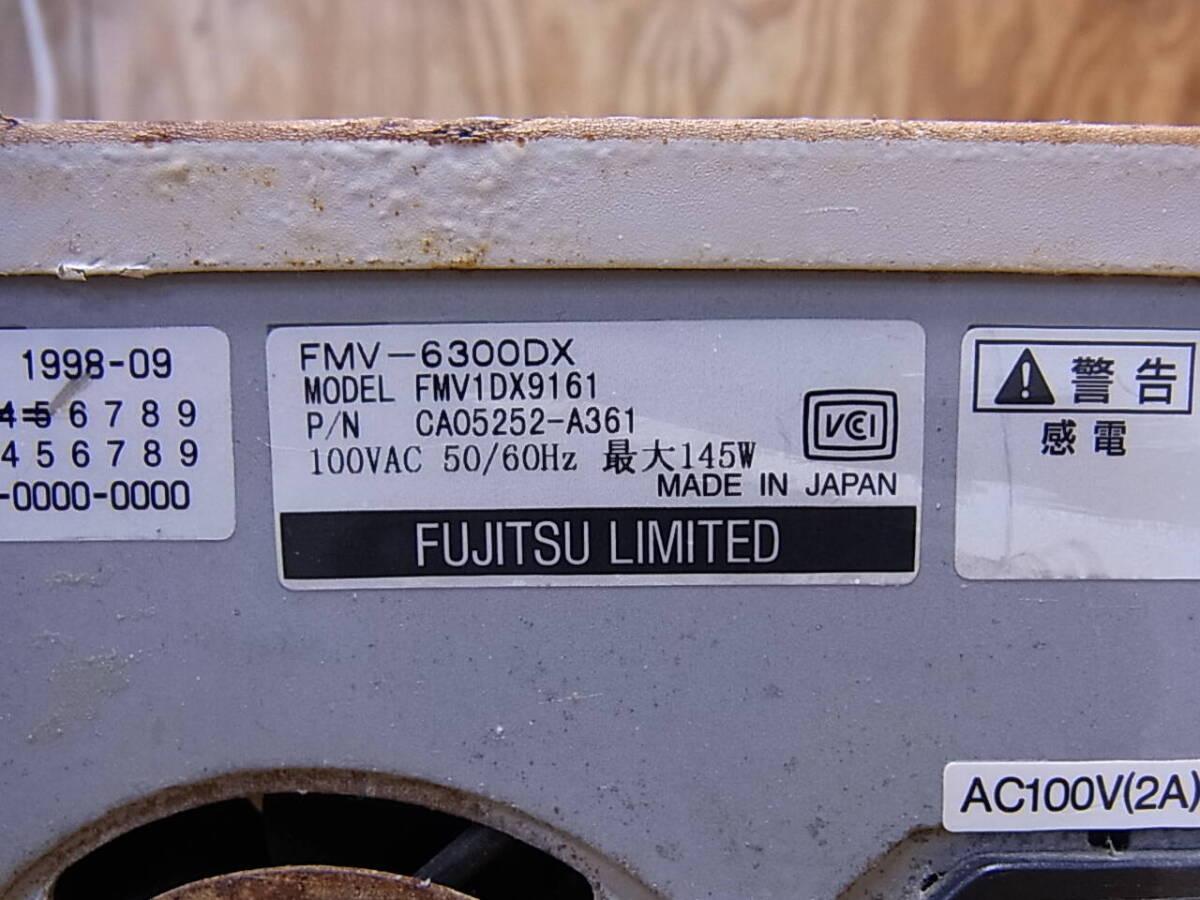 1998-09
4 5 6 7 8 9
4 5 6 7 8 9
-0000-0000
FMV-6300DX
MODEL FMV1DX9161
P/N CA05252-A361
100VAC 50/60Hz 最大145W
VCI
MADE IN JAPAN
FUJITSU LIMITED
警告
感電
AC100V(2A)